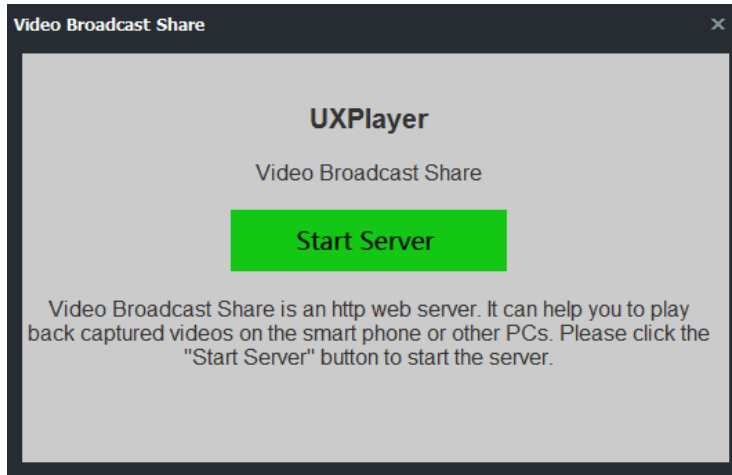 Video Broadcast Share
UXPlayer
Video Broadcast Share
Start Server
Video Broadcast Share is an http web server. It can help you to play
back captured videos on the smart phone or other PCs. Please click the
"Start Server" button to start the server.